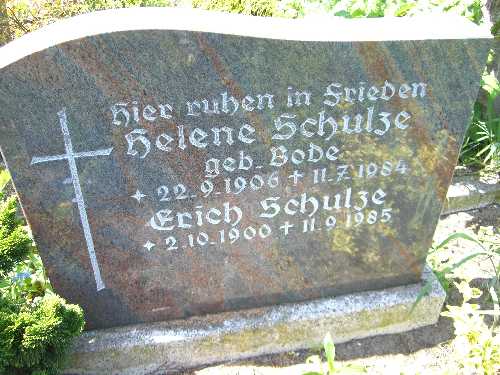 Hier ruhen in Frieden
Helene Schulze
geb. Bode
+ 22.9.1906 † 11.7.1984
Erich Schulze
+ 2.10.1900 † 11.9.1985